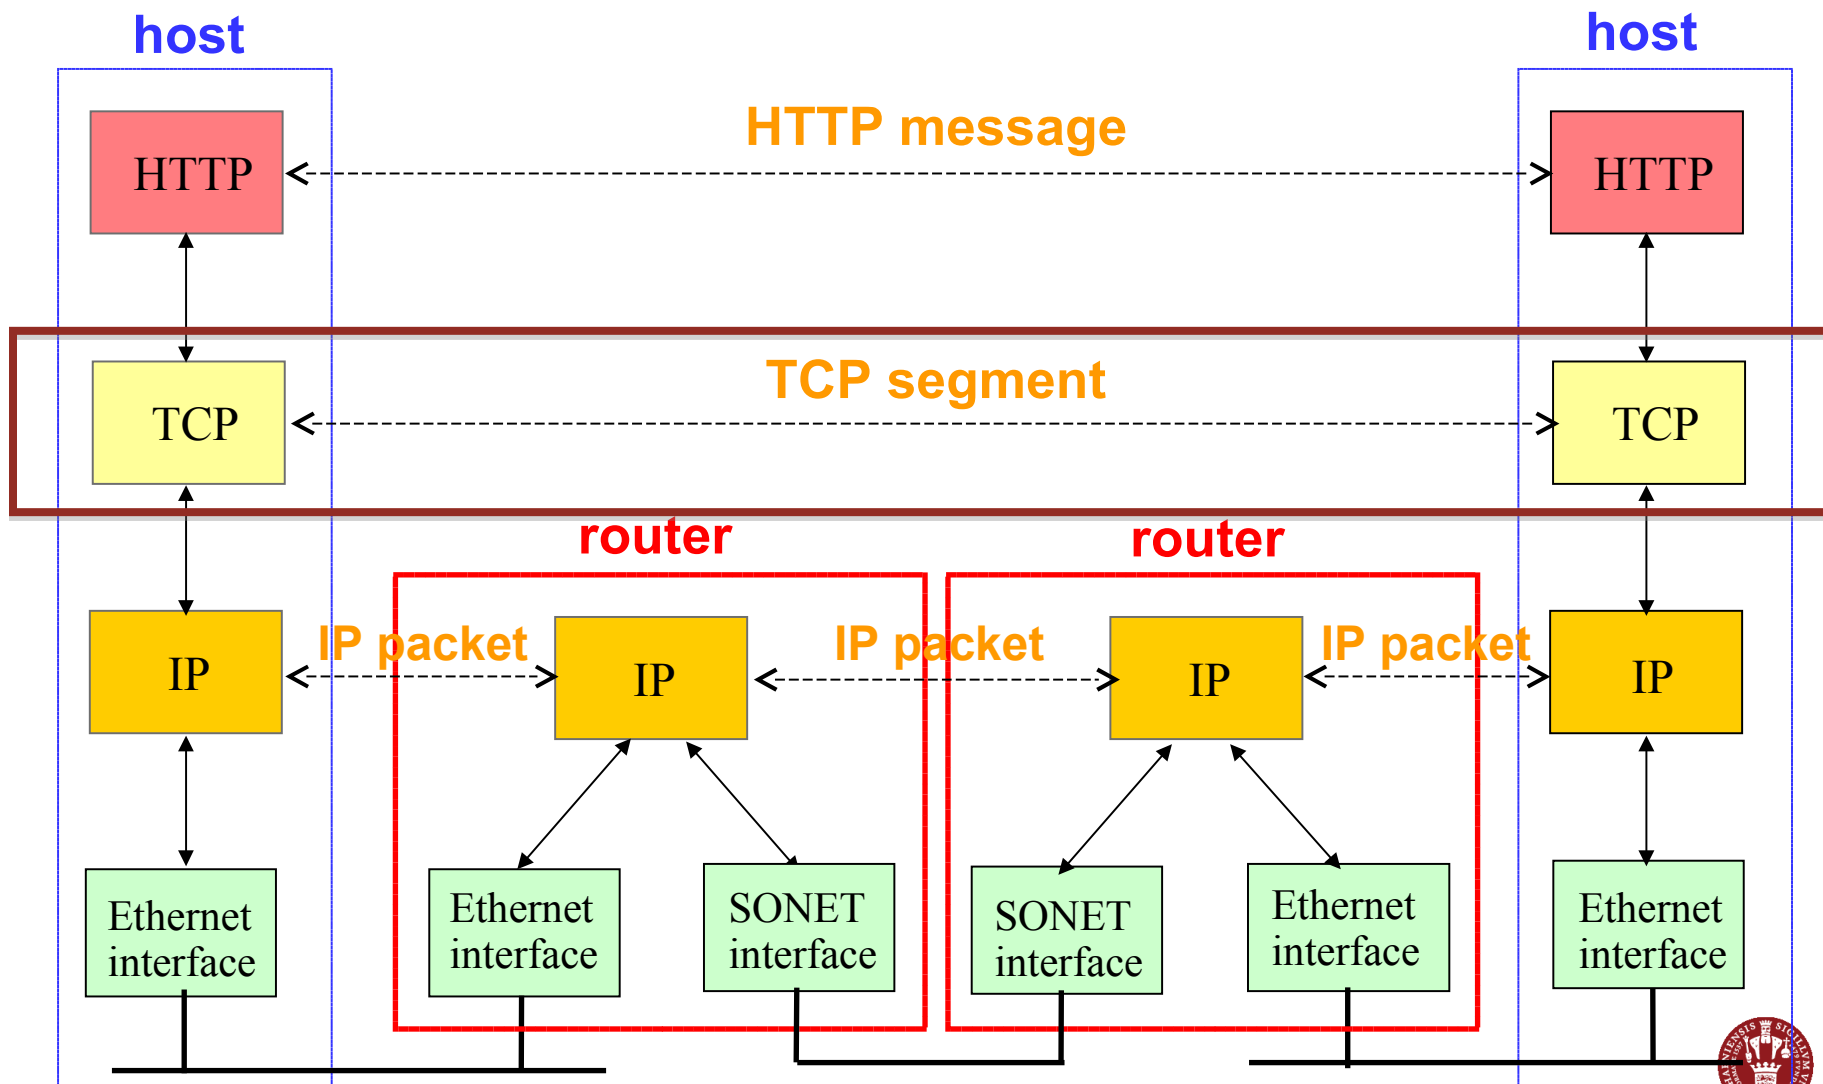 host
host
HTTP message
HTTP
HTTP
TCP segment
TCP
TCP
router
router
IP packet
IP packet
IP packet
IP
IP
IP
IP
Ethernet
interface
Ethernet
interface
SONET
interface
SONET
interface
Ethernet
interface
Ethernet
interface